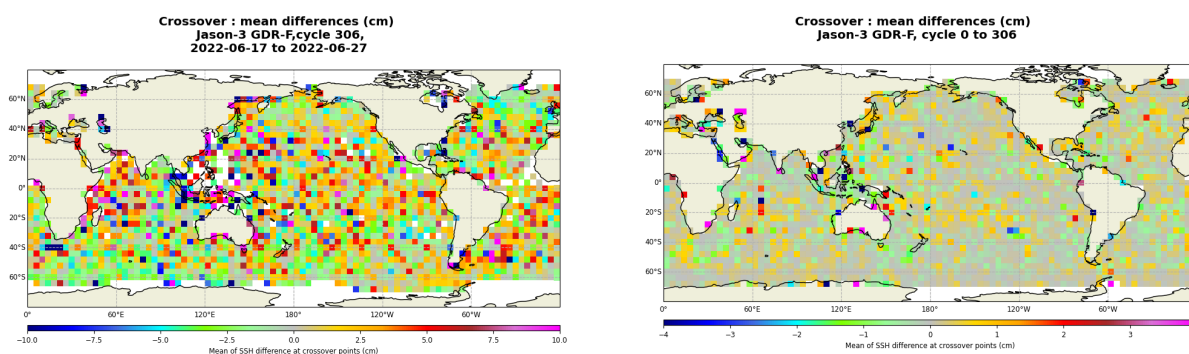 Crossover : mean differences (cm)
Jason-3 GDR-F,cycle 306,
2022-06-17 to 2022-06-27
60°N
40°N
20°N
0°
20°S
40°S
60°S
0° 60°E 120°E 180° 120°W 60°W 0°
−10.0 −7.5 −5.0 −2.5 0.0 2.5 5.0 7.5 10.0
Mean of SSH difference at crossover points (cm)
Crossover : mean differences (cm)
Jason-3 GDR-F, cycle 0 to 306
60°N
40°N
20°N
0°
20°S
40°S
60°S
0° 60°E 120°E 180° 120°W 60°W
−4 −3 −2 −1 0 1 2 3
Mean of SSH difference at crossover points (cm)